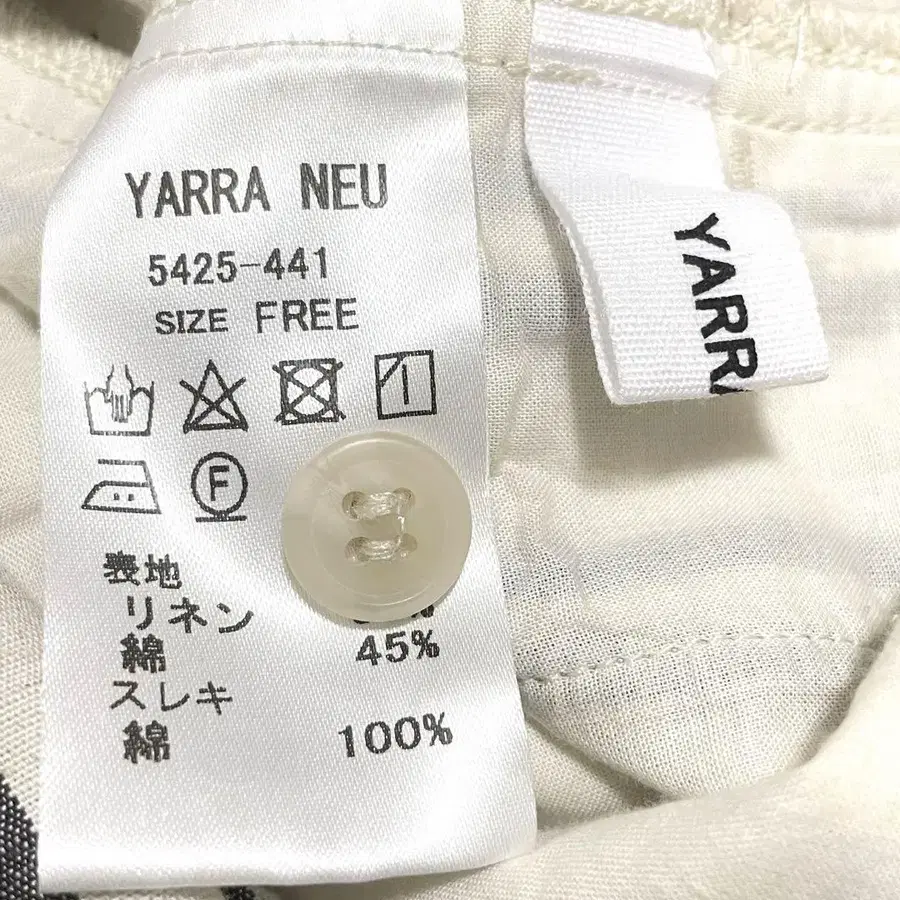 YARRA NEU
5425-441
SIZE FREE
F
表地
リネン
綿 45%
スレキ
綿 100%
YARRA